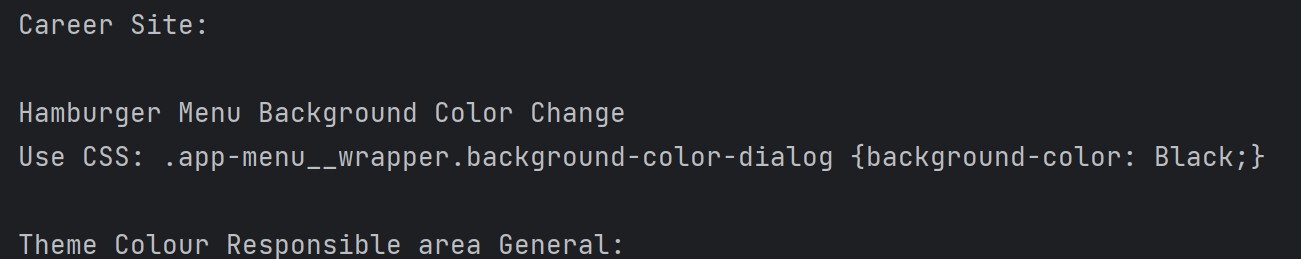 Career Site:
Hamburger Menu Background Color Change
Use CSS: .app-menu__wrapper.background-color-dialog {background-color: Black;}
Theme Colour Responsible area General: